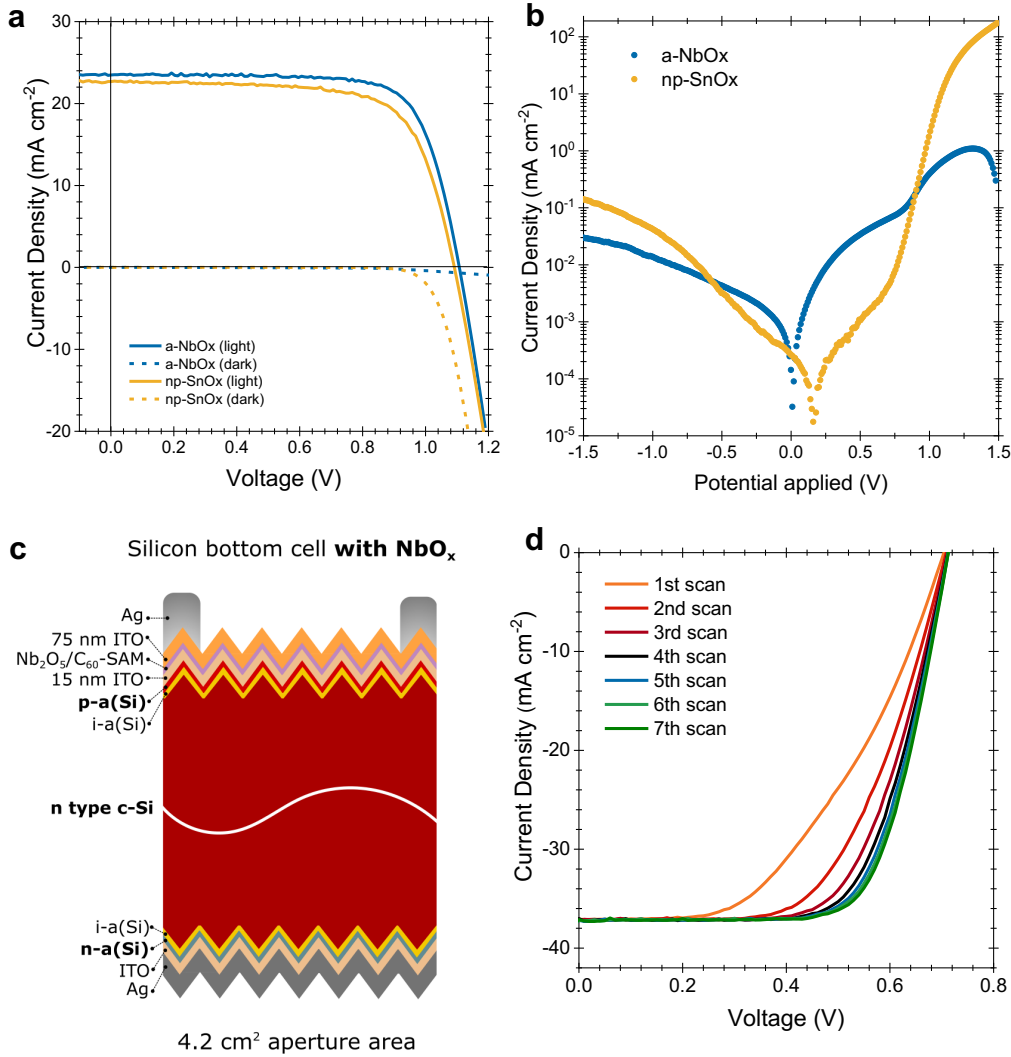 a
30
20
10
0
-10
-20
0.0
0.2
0.4
0.6
0.8
1.0
1.2
Current Density (mA cm-2)
Voltage (V)
a-NbOx (light)
a-NbOx (dark)
np-SnOx (light)
np-SnOx (dark)
b
10²
10¹
10⁰
10⁻¹
10⁻²
10⁻³
10⁻⁴
10⁻⁵
-1.5
-1.0
-0.5
0.0
0.5
1.0
1.5
Current Density (mA cm-2)
Potential applied (V)
a-NbOx
np-SnOx
c
Silicon bottom cell with NbOₓ
Ag
75 nm ITO
Nb₂O₅/C₆₀-SAM
15 nm ITO
p-a(Si)
i-a(Si)
n type c-Si
i-a(Si)
n-a(Si)
ITO
Ag
4.2 cm² aperture area
d
0
-10
-20
-30
-40
0.0
0.2
0.4
0.6
0.8
Current Density (mA cm-2)
Voltage (V)
1st scan
2nd scan
3rd scan
4th scan
5th scan
6th scan
7th scan